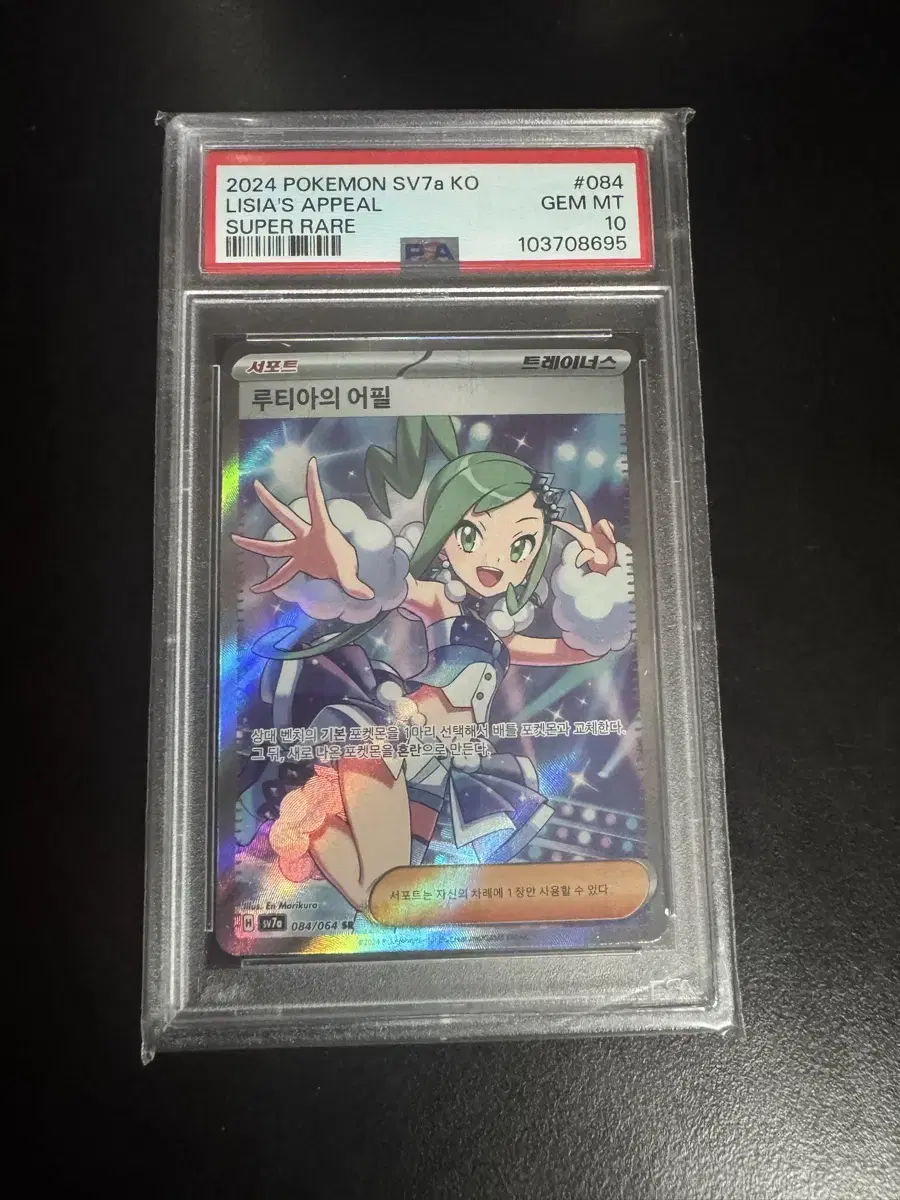 2024 POKEMON SV7a KO #084
LISIA'S APPEAL GEM MT
SUPER RARE 10
103708695
PSA
서포트 트레이너스
루티아의 어필
상대 벤치의 기본 포켓몬을 1마리 선택해서 배틀 포켓몬과 교체한다.
그 뒤, 새로 나온 포켓몬을 혼란으로 만든다.
서포트는 자신의 차례에 1장만 사용할 수 있다.
Illus. En Morikura
H sv7a 084/064 SR
©2024